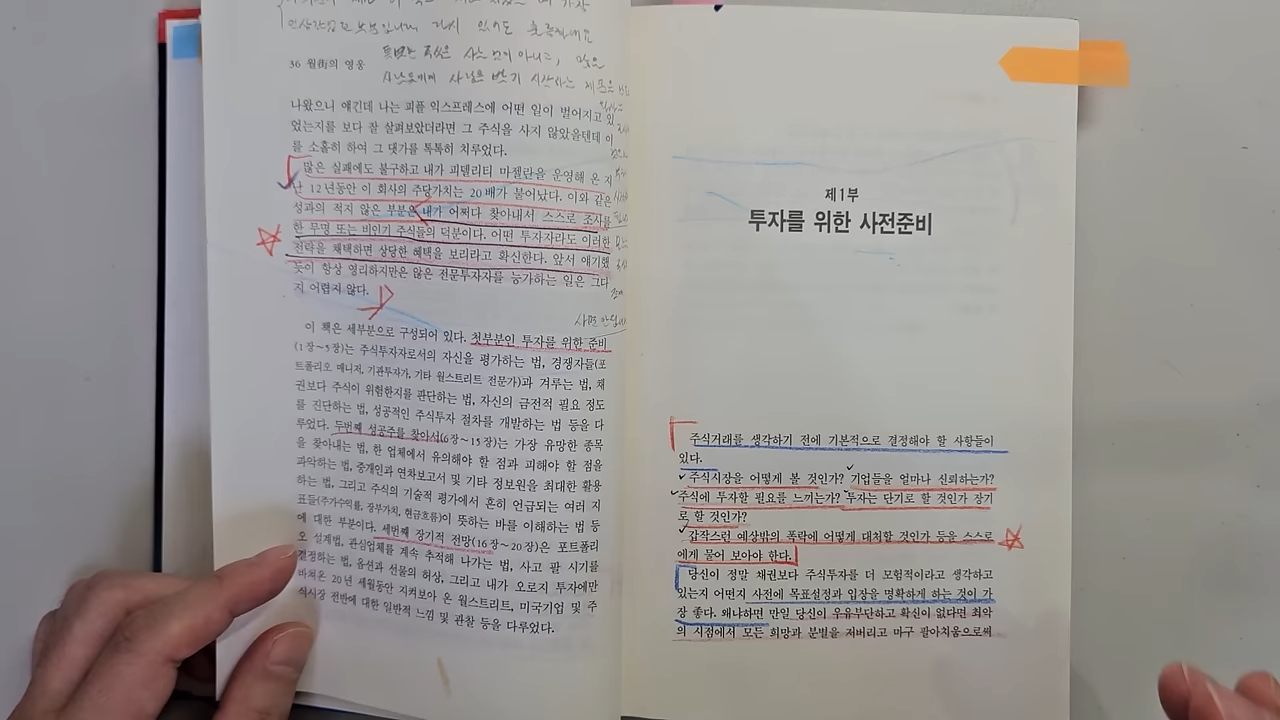 36 월街의 영웅
나왔으니 얘긴데 나는 피플 익스프레스에 어떤 일이 벌어지고 있
었는지를 보다 잘 살펴보았더라면 그 주식을 사지 않았을텐데 이
를 소홀히 하여 그 댓가를 톡톡히 치루었다.
많은 실패에도 불구하고 내가 피델리티 마젤란을 운영해 온 지
난 12년동안 이 회사의 주당가치는 20배가 불어났다. 이와 같은
성과의 적지 않은 부분은 내가 어쩌다 찾아내서 스스로 조사를
한 무명 또는 비인기 주식들의 덕분이다. 어떤 투자자라도 이러한
전략을 채택하면 상당한 혜택을 보리라고 확신한다. 앞서 얘기했
듯이 항상 영리하지만은 않은 전문투자자를 능가하는 일은 그다
지 어렵지 않다.
이 책은 세부분으로 구성되어 있다. 첫부분인 투자를 위한 준비
(1장~5장)는 주식투자자로서의 자신을 평가하는 법, 경쟁자들(포
트폴리오 매니저, 기관투자가, 기타 월스트리트 전문가)과 겨루는 법, 채
권보다 주식이 위험한지를 판단하는 법, 자신의 금전적 필요 정도
를 진단하는 법, 성공적인 주식투자 절차를 개발하는 법 등을 다
루었다. 두번째 성공주를 찾아서(6장~15장)는 가장 유망한 종목
을 찾아내는 법, 한 업체에서 유의해야 할 점과 피해야 할 점을
파악하는 법, 중개인과 연차보고서 및 기타 정보원을 최대한 활용
하는 법, 그리고 주식의 기술적 평가에서 흔히 언급되는 여러 지
표들(주가수익률, 장부가치, 현금흐름)이 뜻하는 바를 이해하는 법 등
에 대한 부분이다. 세번째 장기적 전망(16장~20장)은 포트폴리
오 설계법, 관심업체를 계속 추적해 나가는 법, 사고 팔 시기를
결정하는 법, 옵션과 선물의 허상, 그리고 내가 오로지 투자에만
바쳐온 20년 세월동안 지켜보아 온 월스트리트, 미국기업 및 주
식시장 전반에 대한 일반적 느낌 및 관찰 등을 다루었다.
제1부
투자를 위한 사전준비
주식거래를 생각하기 전에 기본적으로 결정해야 할 사항들이
있다.
주식시장을 어떻게 볼 것인가? 기업들을 얼마나 신뢰하는가?
주식에 투자할 필요를 느끼는가? 투자는 단기로 할 것인가 장기
로 할 것인가?
갑작스런 예상밖의 폭락에 어떻게 대처할 것인가 등을 스스로
에게 물어 보아야 한다.
당신이 정말 채권보다 주식투자를 더 모험적이라고 생각하고
있는지 어떤지 사전에 목표설정과 입장을 명확하게 하는 것이 가
장 좋다. 왜냐하면 만일 당신이 우유부단하고 확신이 없다면 최악
의 시점에서 모든 희망과 분별을 저버리고 마구 팔아치움으로써